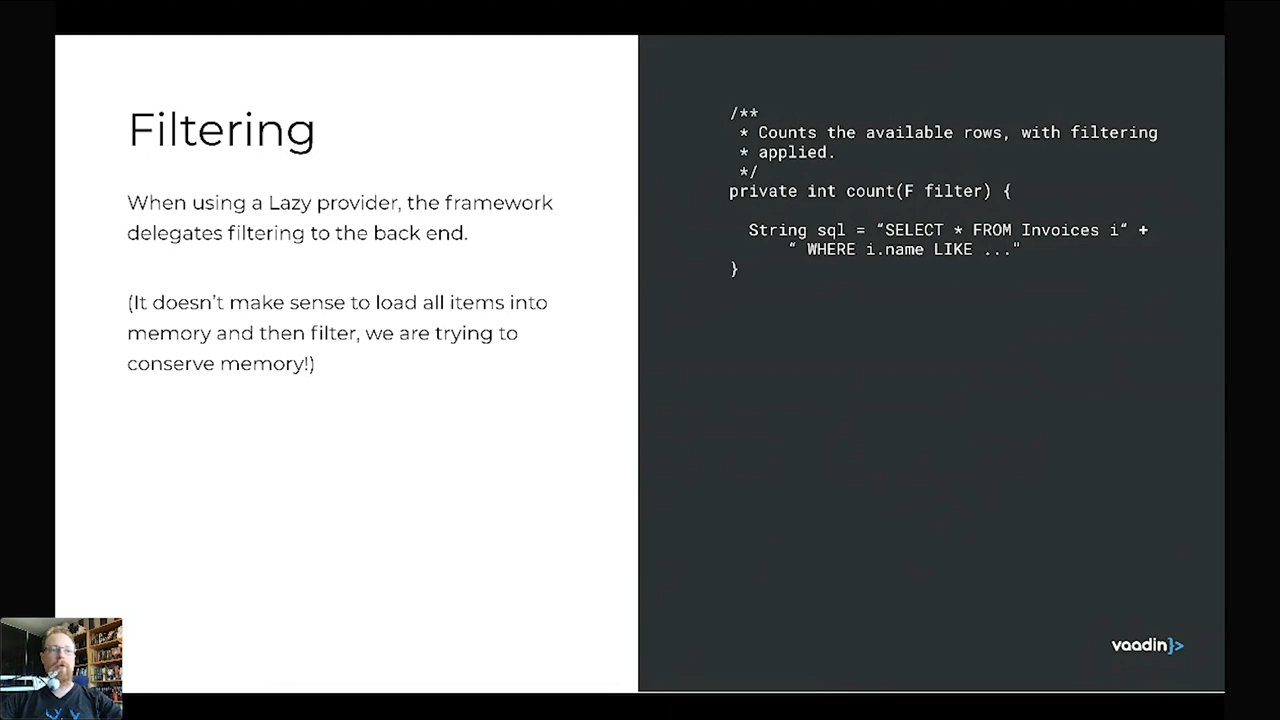 Filtering
When using a Lazy provider, the framework
delegates filtering to the back end.
(It doesn't make sense to load all items into
memory and then filter, we are trying to
conserve memory!)
/**
* Counts the available rows, with filtering
* applied.
*/
private int count(F filter) {
String sql = “SELECT * FROM Invoices i“ +
“ WHERE i.name LIKE ..."
}
vaadin}>